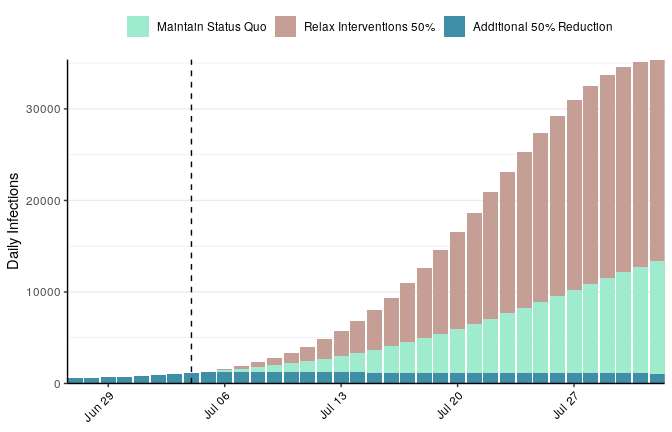 Maintain Status Quo Relax Interventions 50% Additional 50% Reduction
Daily Infections
30000
20000
10000
0
Jun 29 Jul 06 Jul 13 Jul 20 Jul 27